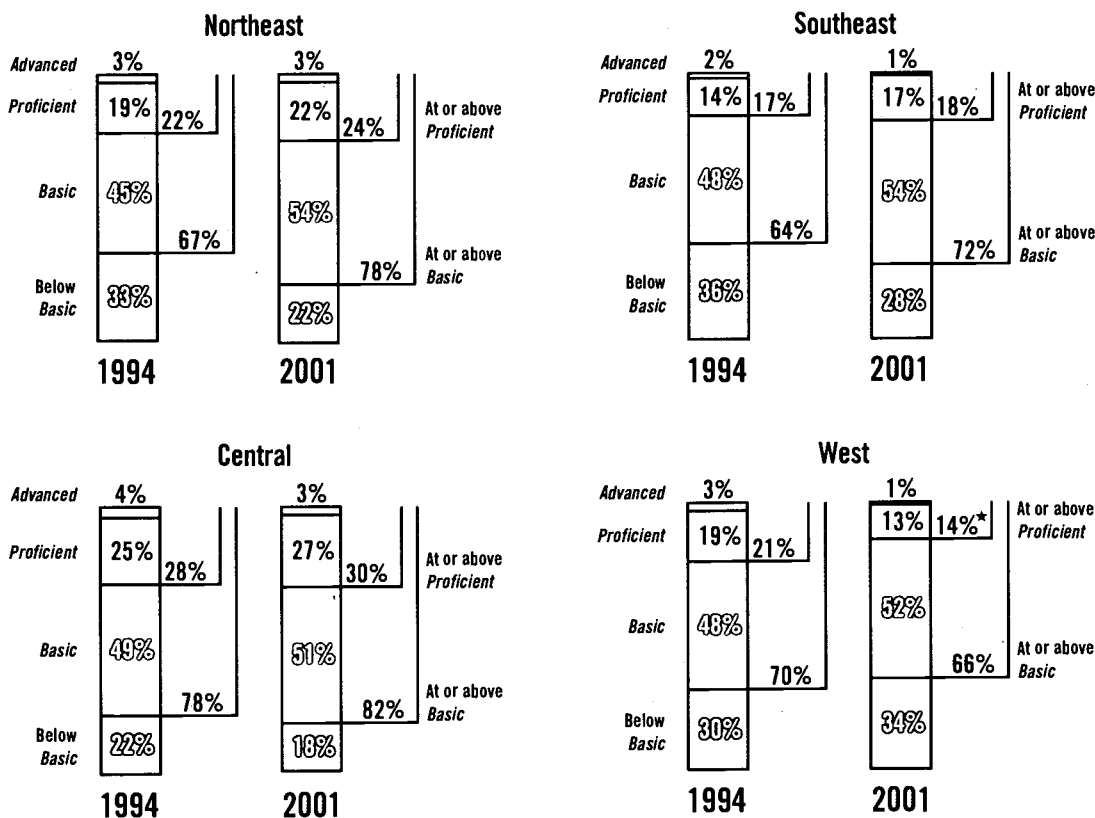 Northeast
Advanced 3% 3%
Proficient 19% 22% 22% 24% At or above
Proficient
Basic 45% 54%
67% 78% At or above
Basic
Below
Basic 33% 22%
1994 2001
Southeast
Advanced 2% 1%
Proficient 14% 17% 17% 18% At or above
Proficient
Basic 48% 54%
64% 72% At or above
Basic
Below
Basic 36% 28%
1994 2001
Central
Advanced 4% 3%
Proficient 25% 28% 27% 30% At or above
Proficient
Basic 49% 51%
78% 82% At or above
Basic
Below
Basic 22% 18%
1994 2001
West
Advanced 3% 1%
Proficient 19% 21% 13% 14%★ At or above
Proficient
Basic 48% 52%
70% 66% At or above
Basic
Below
Basic 30% 34%
1994 2001